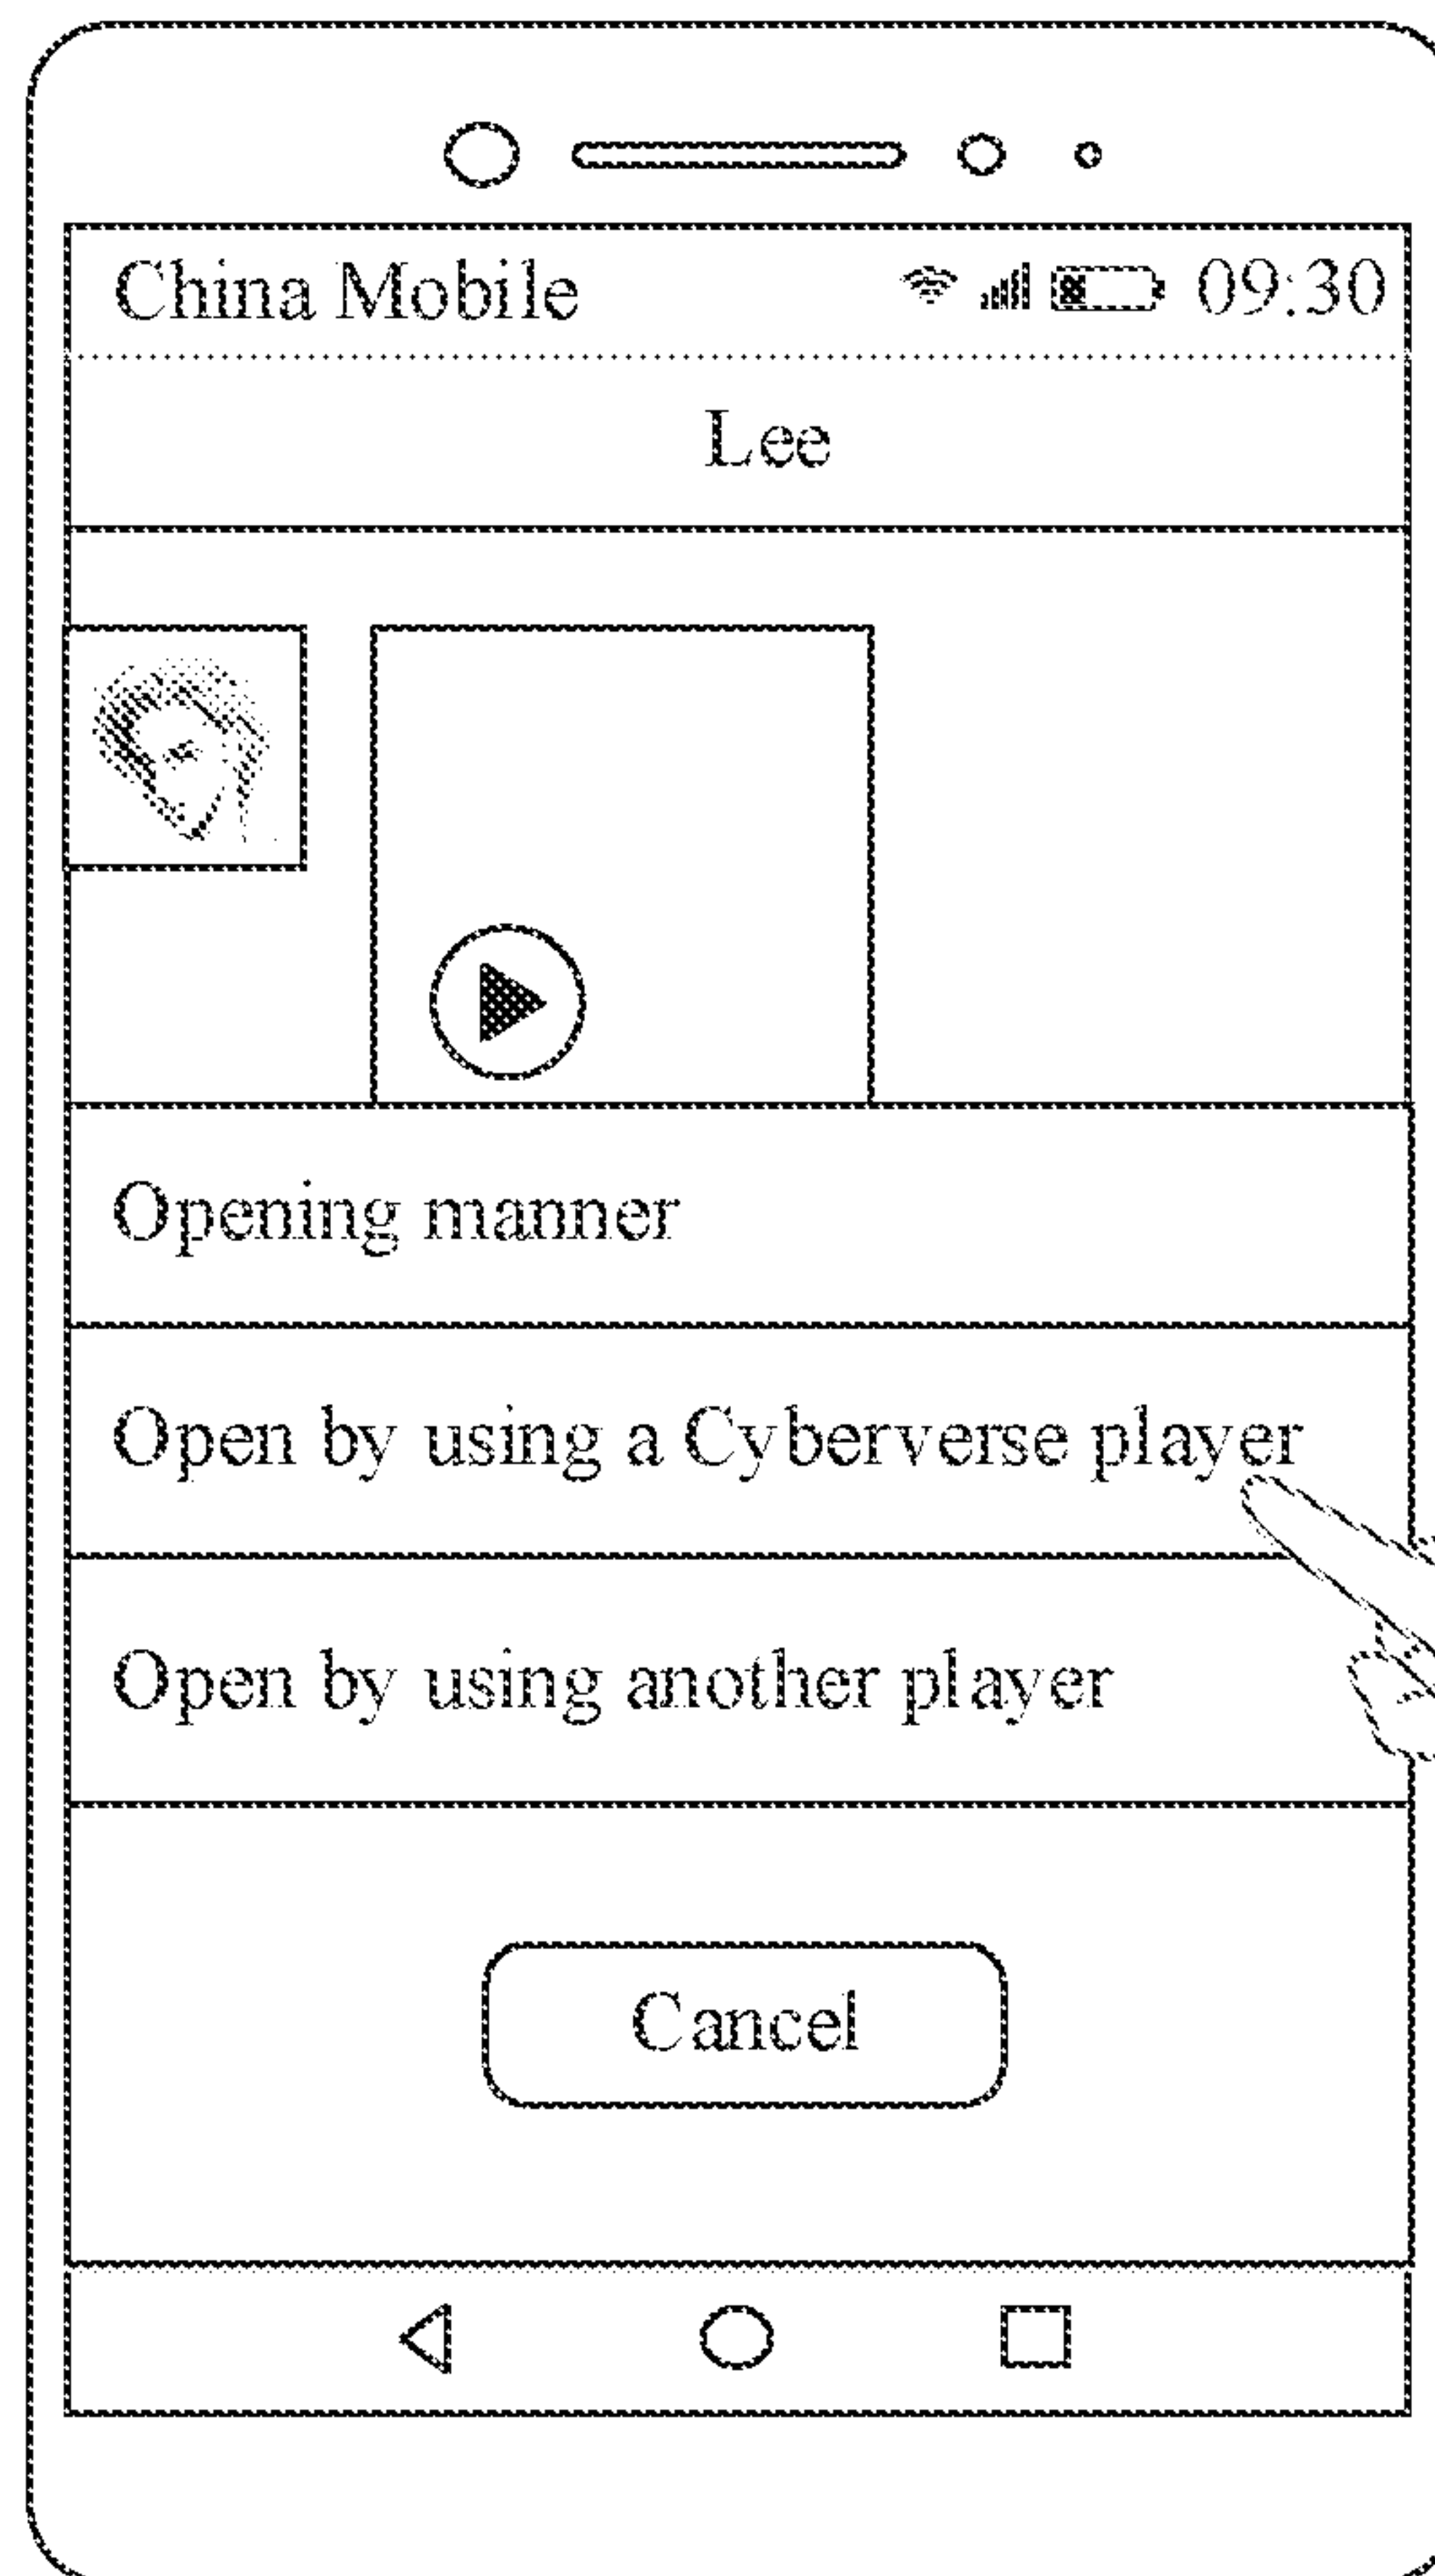 China Mobile 09:30
Lee
Opening manner
Open by using a Cyberverse player
Open by using another player
Cancel